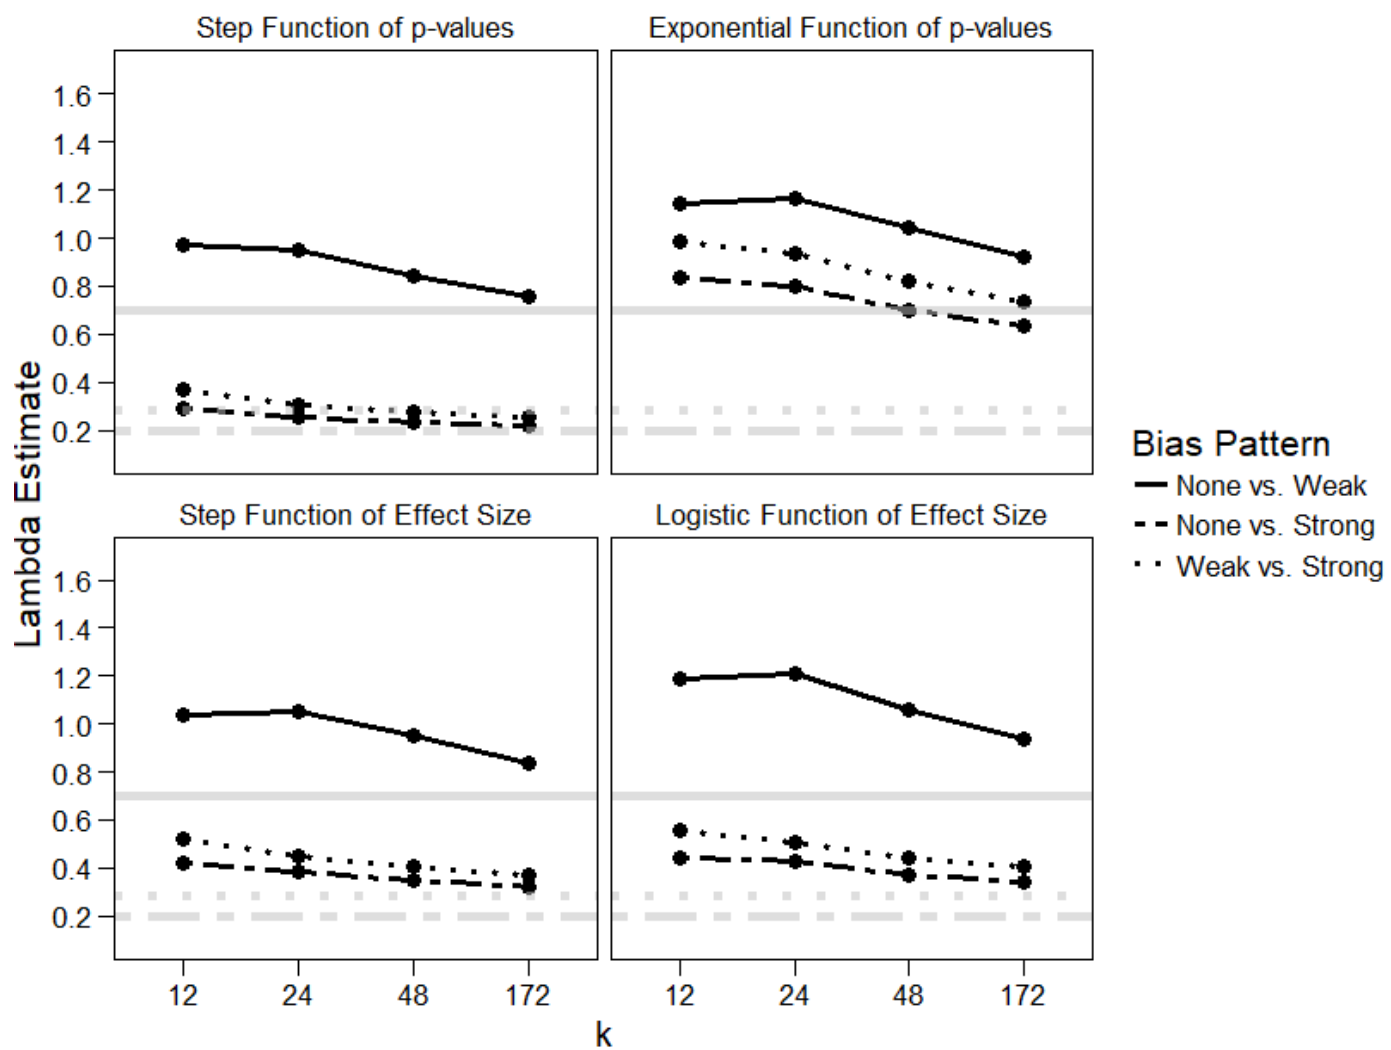 Step Function of p-values
Exponential Function of p-values
1.6
1.4
1.2
1.0
0.8
0.6
0.4
0.2
Lambda Estimate
Step Function of Effect Size
Logistic Function of Effect Size
1.6
1.4
1.2
1.0
0.8
0.6
0.4
0.2
12 24 48 172
12 24 48 172
k
Bias Pattern
None vs. Weak
None vs. Strong
Weak vs. Strong